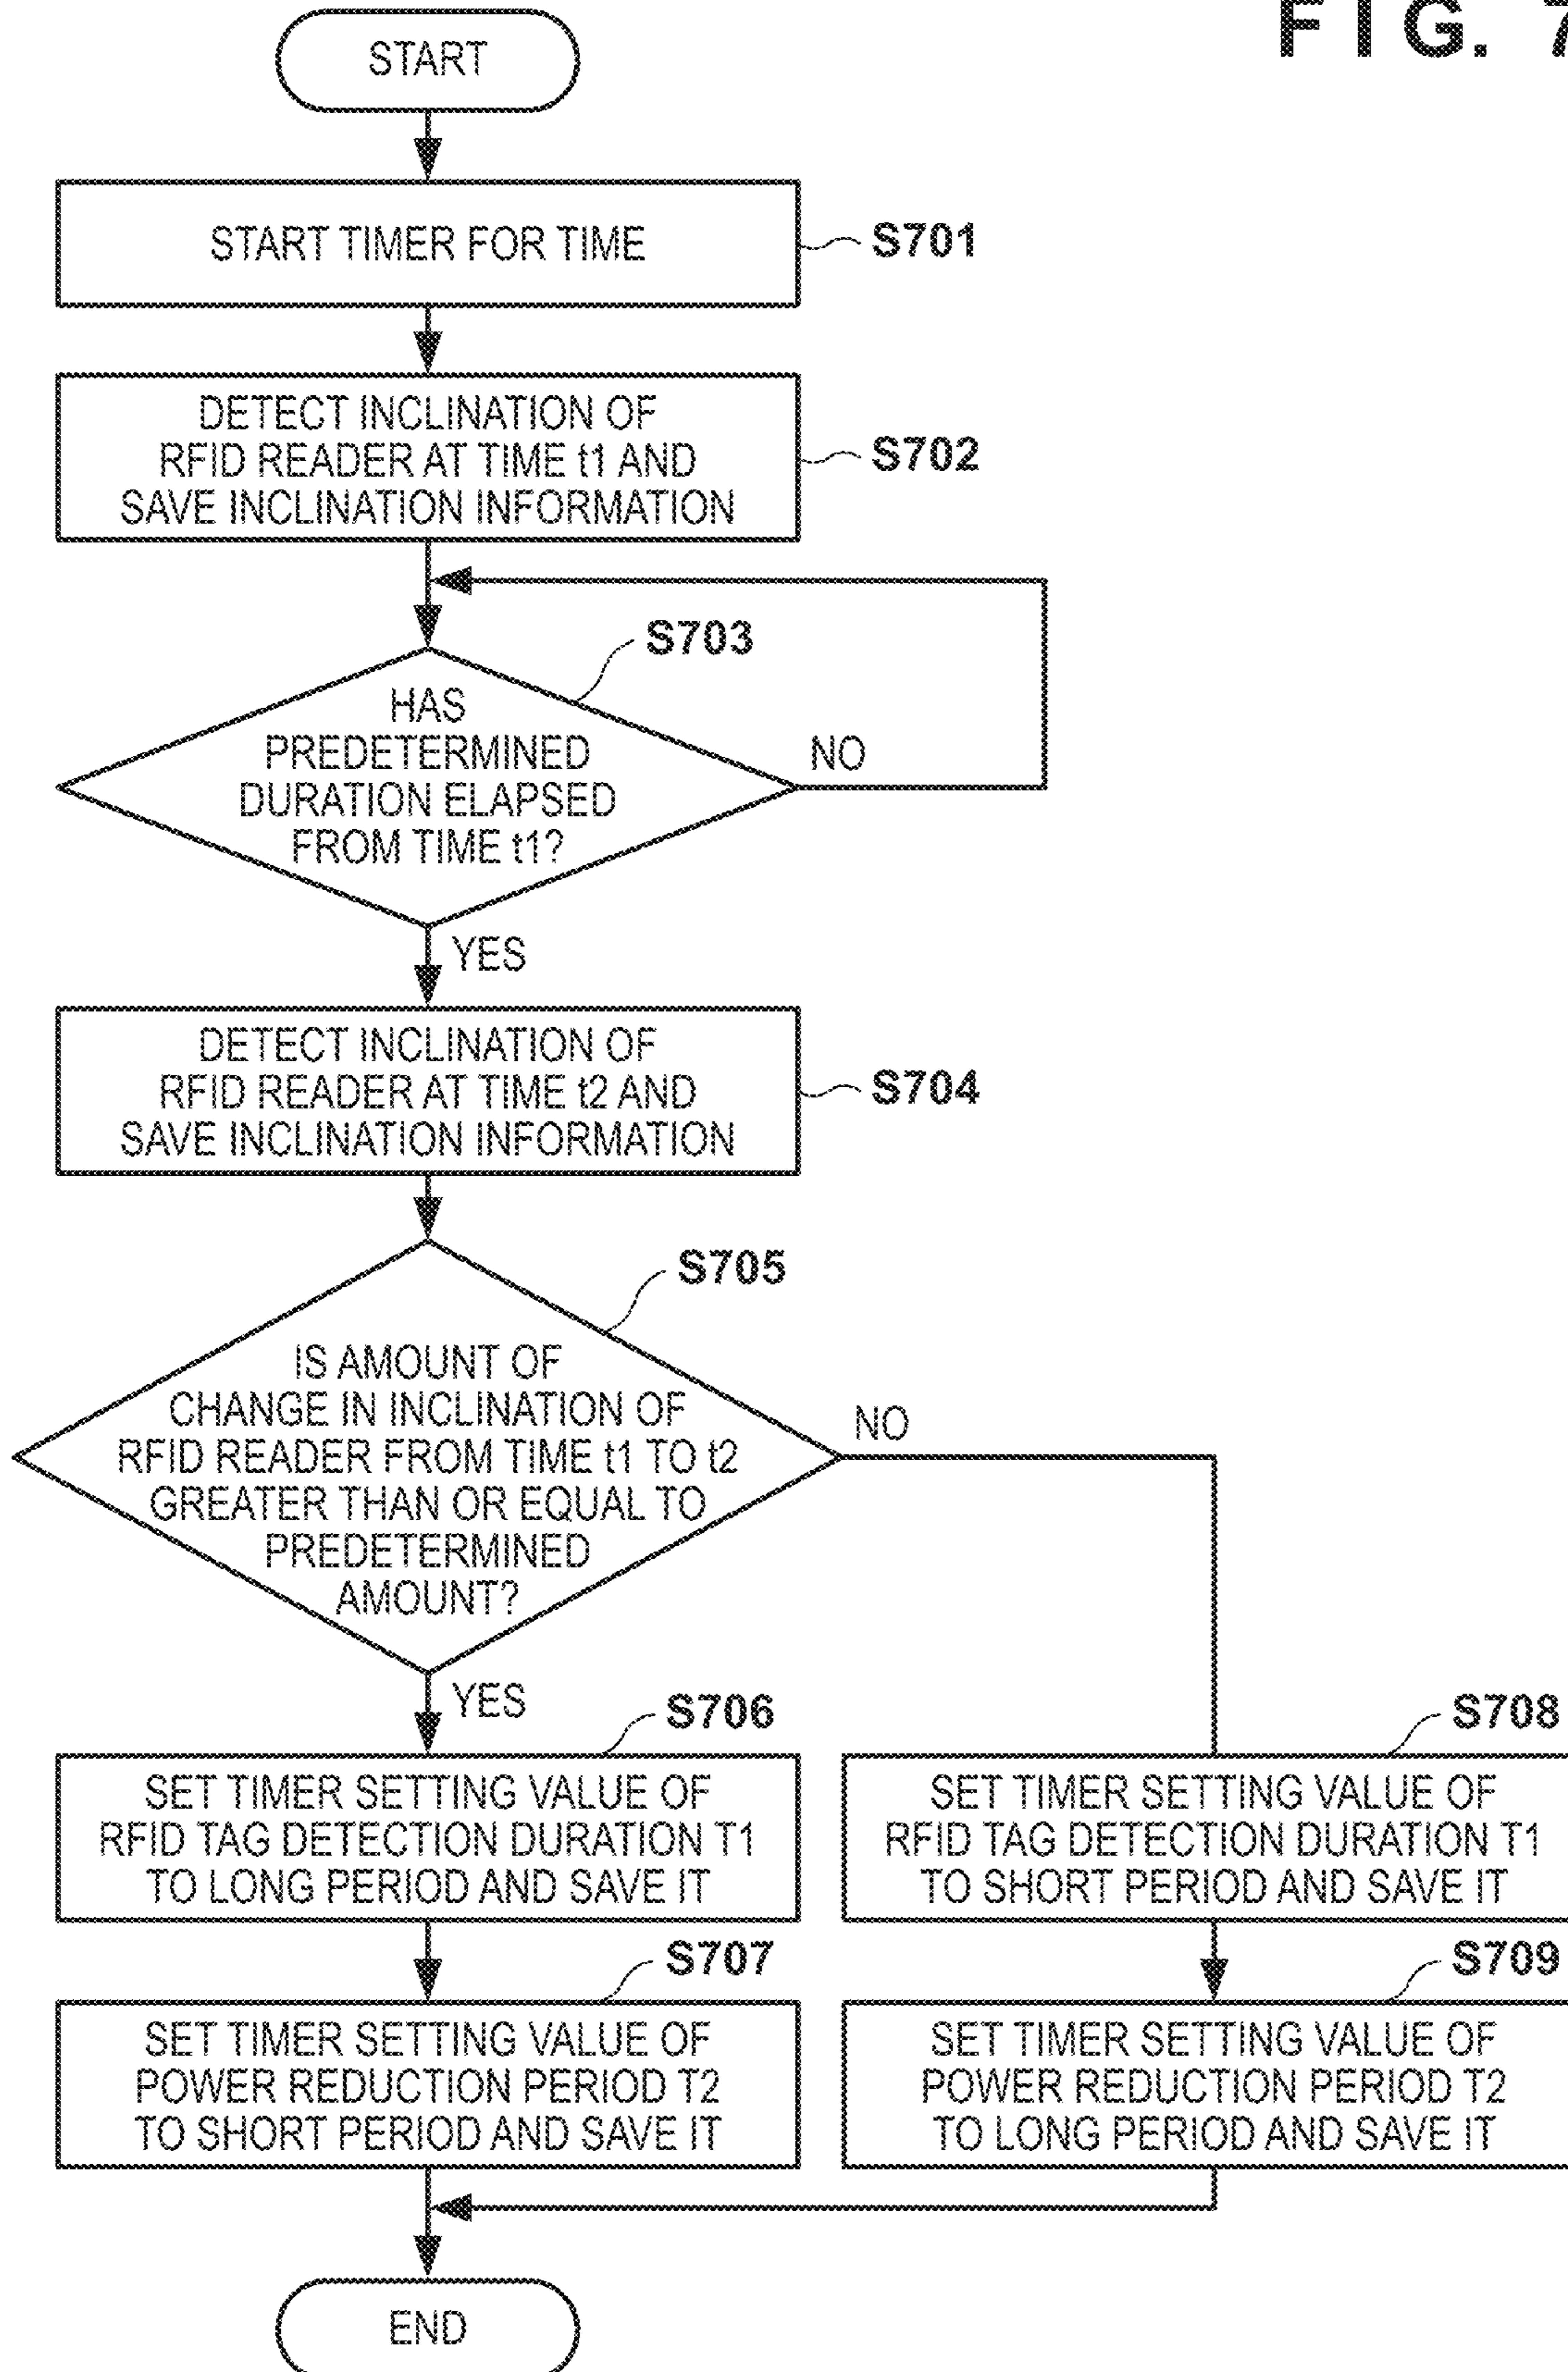 FIG. 7
START
START TIMER FOR TIME
S701
DETECT INCLINATION OF
RFID READER AT TIME t1 AND
SAVE INCLINATION INFORMATION
S702
S703
HAS
PREDETERMINED
DURATION ELAPSED
FROM TIME t1?
NO
YES
DETECT INCLINATION OF
RFID READER AT TIME t2 AND
SAVE INCLINATION INFORMATION
S704
S705
IS AMOUNT OF
CHANGE IN INCLINATION OF
RFID READER FROM TIME t1 TO t2
GREATER THAN OR EQUAL TO
PREDETERMINED
AMOUNT?
NO
YES
S706
SET TIMER SETTING VALUE OF
RFID TAG DETECTION DURATION T1
TO LONG PERIOD AND SAVE IT
S708
SET TIMER SETTING VALUE OF
RFID TAG DETECTION DURATION T1
TO SHORT PERIOD AND SAVE IT
S707
SET TIMER SETTING VALUE OF
POWER REDUCTION PERIOD T2
TO SHORT PERIOD AND SAVE IT
S709
SET TIMER SETTING VALUE OF
POWER REDUCTION PERIOD T2
TO LONG PERIOD AND SAVE IT
END